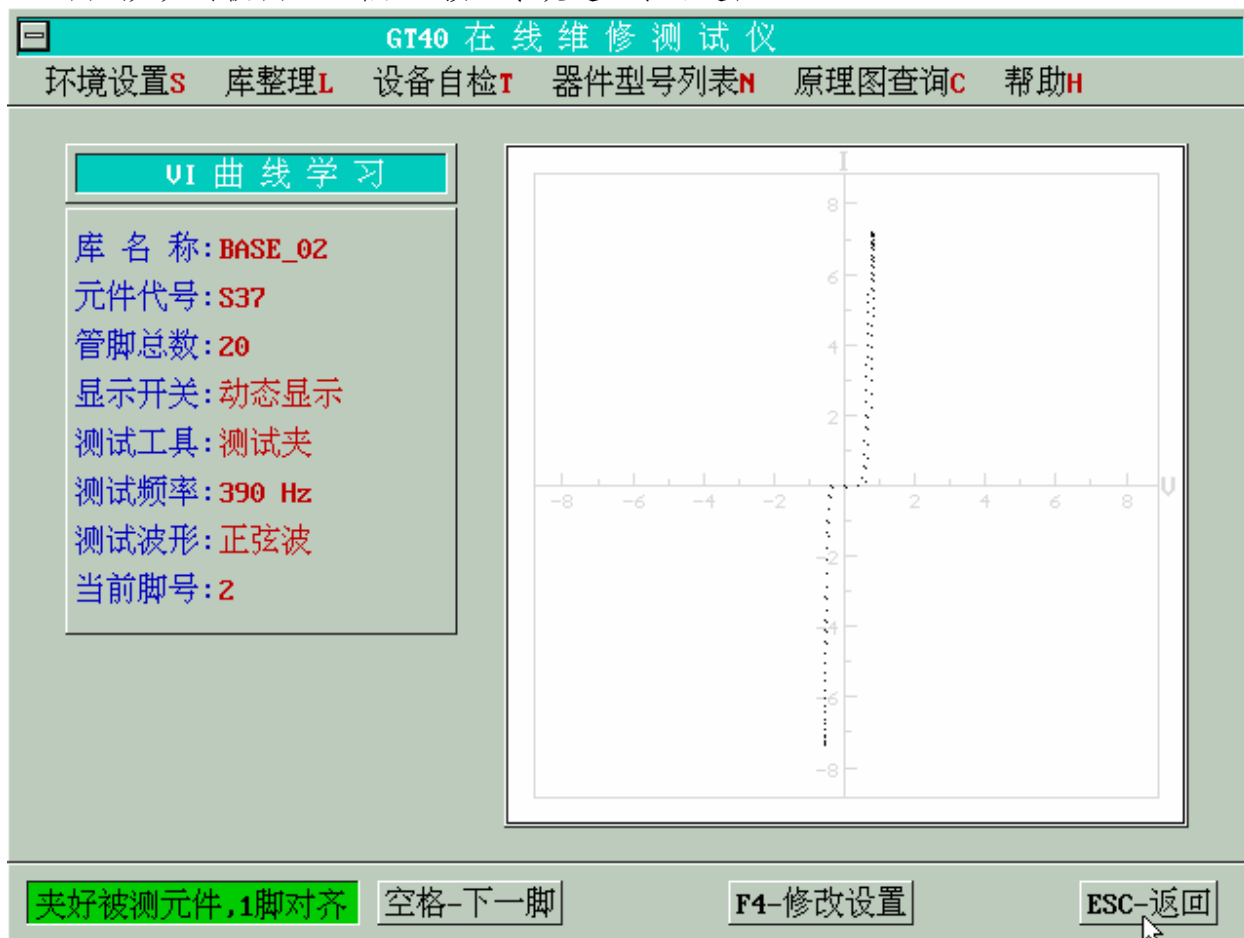 GT40 在 线 维 修 测 试 仪
环境设置S 库整理L 设备自检T 器件型号列表N 原理图查询C 帮助H
VI 曲 线 学 习
库 名 称:BASE_02
元件代号:S37
管脚总数:20
显示开关:动态显示
测试工具:测试夹
测试频率:390 Hz
测试波形:正弦波
当前脚号:2
I
8
6
4
2
-8 -6 -4 -2 2 4 6 8 V
-2
-4
-6
-8
夹好被测元件,1脚对齐 空格-下一脚 F4-修改设置 ESC-返回